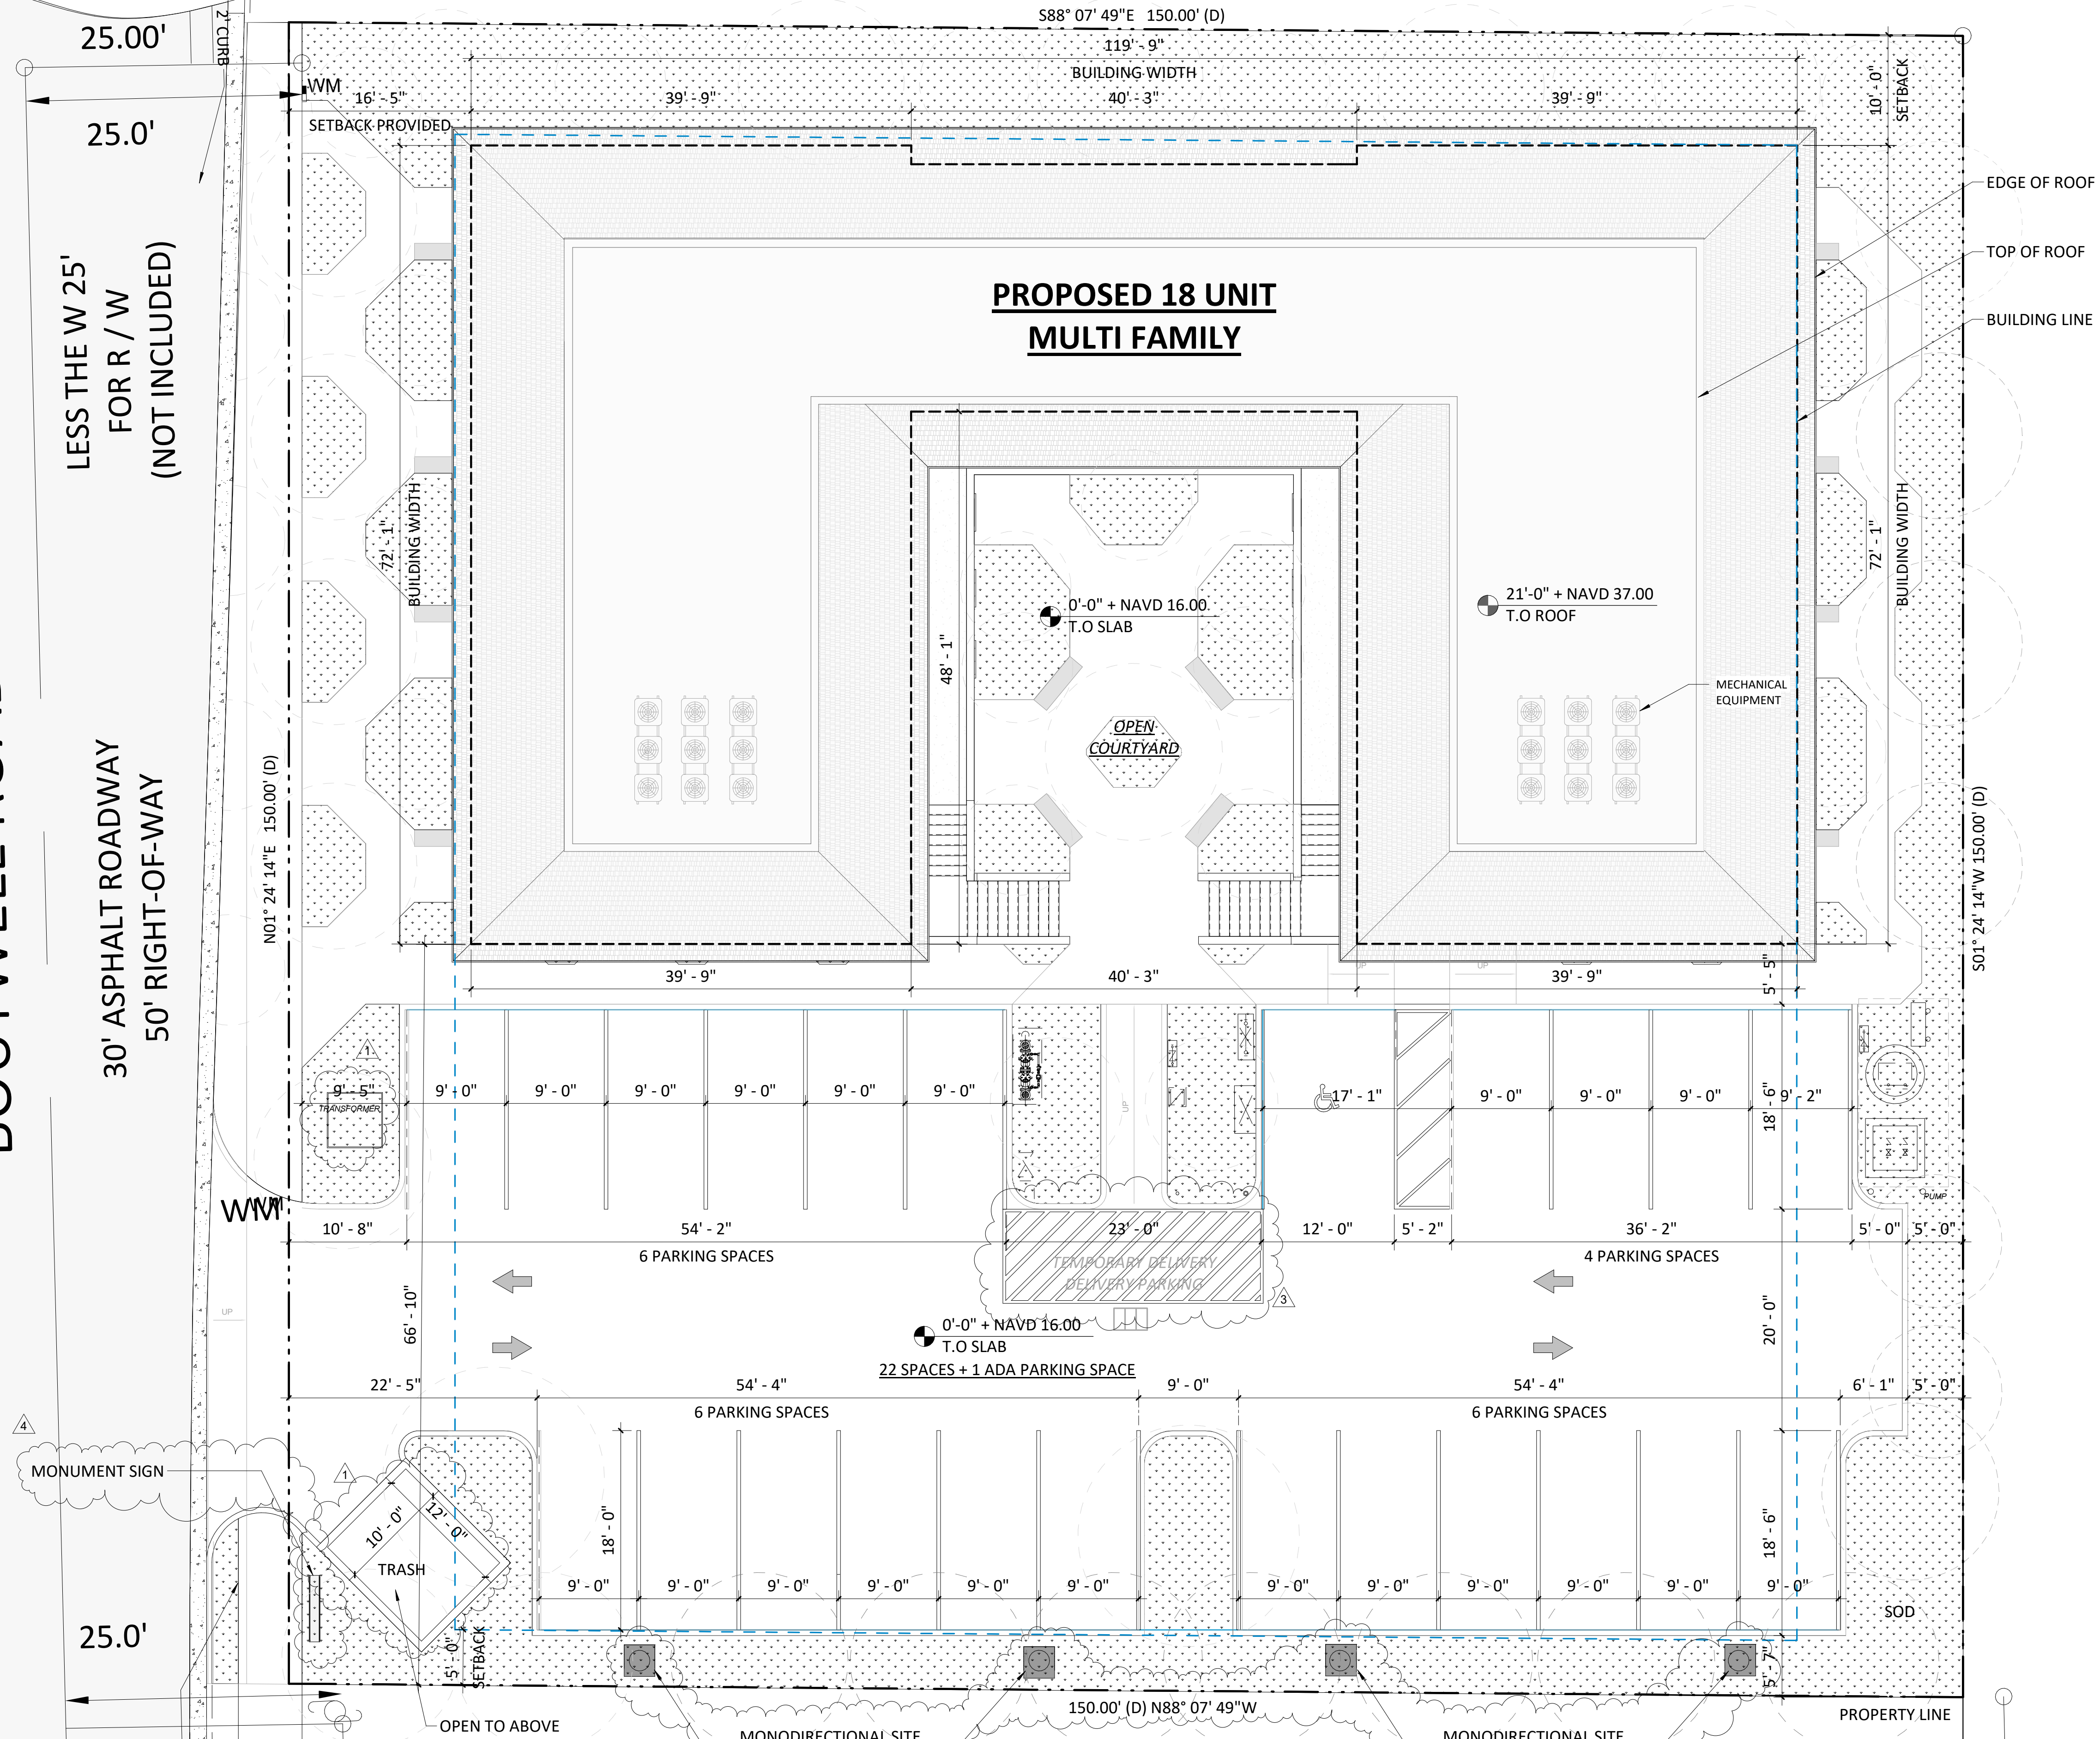 S88° 07' 49"E 150.00' (D)
25.00'
2' CURB
119' - 9"
BUILDING WIDTH
WM
16' - 5"
39' - 9"
40' - 3"
39' - 9"
10' - 0"
SETBACK
25.0'
SETBACK PROVIDED
EDGE OF ROOF
TOP OF ROOF
BUILDING LINE
LESS THE W 25'
FOR R / W
(NOT INCLUDED)
PROPOSED 18 UNIT
MULTI FAMILY
72' - 1"
BUILDING WIDTH
72' - 1"
BUILDING WIDTH
0'-0" + NAVD 16.00
T.O SLAB
21'-0" + NAVD 37.00
T.O ROOF
48' - 1"
MECHANICAL
EQUIPMENT
OPEN
COURTYARD
30' ASPHALT ROADWAY
50' RIGHT-OF-WAY
N01° 24' 14"E 150.00' (D)
S01° 24' 14"W 150.00' (D)
39' - 9"
40' - 3"
39' - 9"
5' - 5"
UP
UP
1
9' - 5"
9' - 0"
9' - 0"
9' - 0"
9' - 0"
9' - 0"
9' - 0"
17' - 1"
9' - 0"
9' - 0"
9' - 0"
9' - 2"
18' - 6"
TRANSFORMER
UP
PUMP
WM
WM
10' - 8"
54' - 2"
23' - 0"
12' - 0"
5' - 2"
36' - 2"
5' - 0"
5' - 0"
6 PARKING SPACES
4 PARKING SPACES
TEMPORARY DELIVERY
DELIVERY PARKING
3
UP
66' - 10"
20' - 0"
0'-0" + NAVD 16.00
T.O SLAB
22 SPACES + 1 ADA PARKING SPACE
22' - 5"
54' - 4"
9' - 0"
54' - 4"
6' - 1"
5' - 0"
6 PARKING SPACES
6 PARKING SPACES
4
MONUMENT SIGN
1
10' - 0"
12' - 0"
TRASH
18' - 0"
18' - 6"
9' - 0"
9' - 0"
9' - 0"
9' - 0"
9' - 0"
9' - 0"
9' - 0"
9' - 0"
9' - 0"
9' - 0"
9' - 0"
9' - 0"
SOD
25.0'
5' - 0"
SETBACK
5' - 7"
150.00' (D) N88° 07' 49"W
PROPERTY LINE
OPEN TO ABOVE
MONODIRECTIONAL SITE
MONODIRECTIONAL SITE